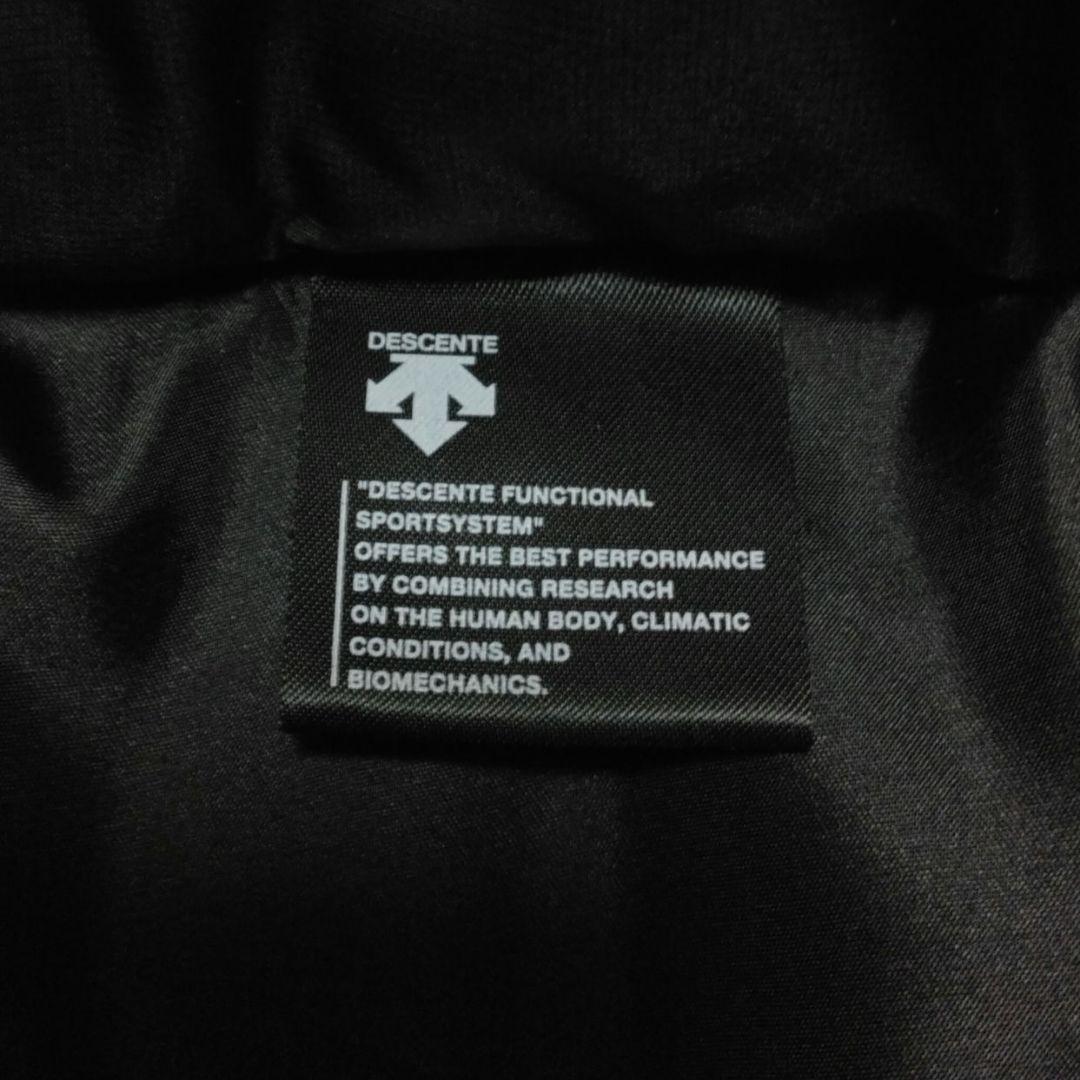 DESCENTE
"DESCENTE FUNCTIONAL
SPORTSYSTEM"
OFFERS THE BEST PERFORMANCE
BY COMBINING RESEARCH
ON THE HUMAN BODY, CLIMATIC
CONDITIONS, AND
BIOMECHANICS.